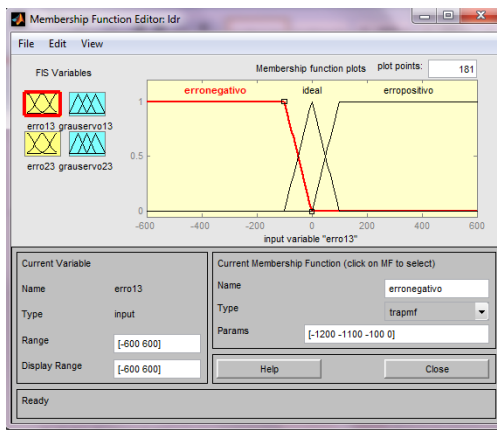 Membership Function Editor: ldr
File Edit View
FIS Variables
Membership function plots plot points: 181
erronegativo ideal erropositivo
erro13 grauservo13
erro23 grauservo23
1
0.5
0
-600 -400 -200 0 200 400 600
input variable "erro13"
Current Variable
Name erro13
Type input
Range [-600 600]
Display Range [-600 600]
Current Membership Function (click on MF to select)
Name erronegativo
Type trapmf
Params [-1200 -1100 -100 0]
Help Close
Ready